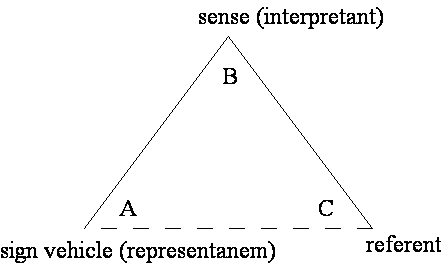 sense (interpretant)
B
A
C
sign vehicle (representanem)
referent